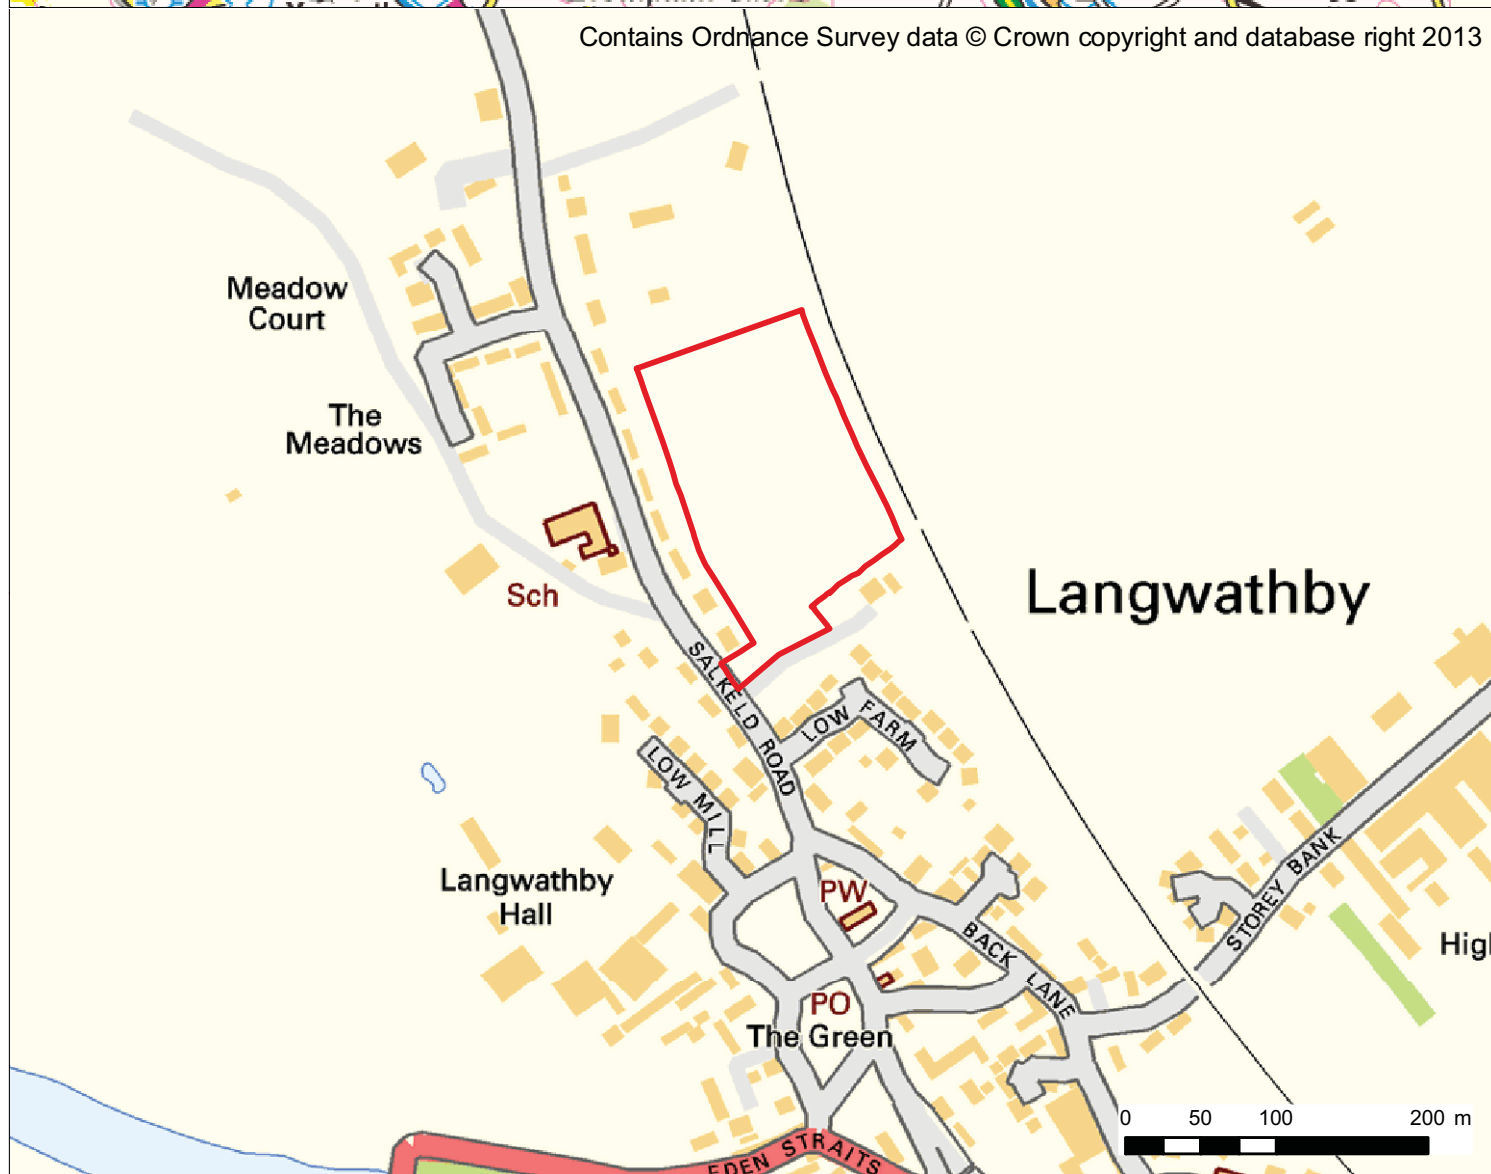 Contains Ordnance Survey data © Crown copyright and database right 2013
Meadow
Court
The
Meadows
Sch
Langwathby
SALKELD ROAD
LOW FARM
LOW MILL
Langwathby
Hall
PW
BACK LANE
STOREY BANK
PO
The Green
EDEN STRAITS
0 50 100 200 m